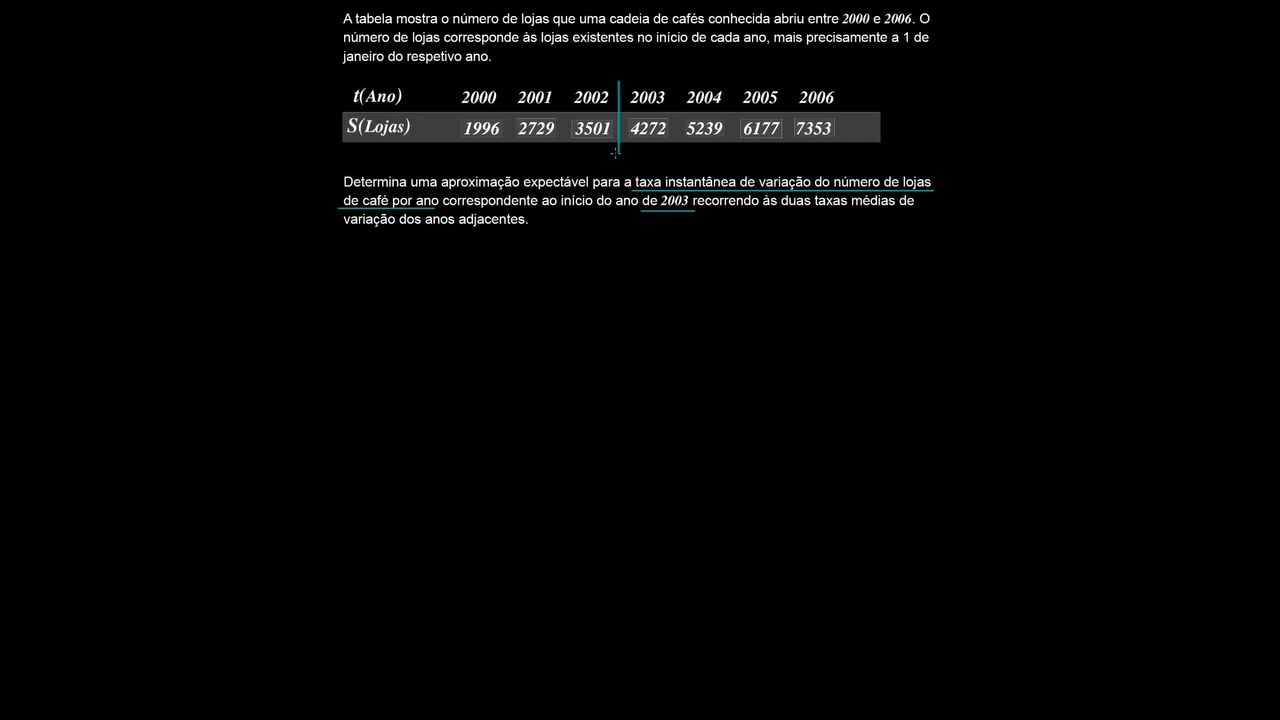 A tabela mostra o número de lojas que uma cadeia de cafés conhecida abriu entre 2000 e 2006. O
número de lojas corresponde às lojas existentes no início de cada ano, mais precisamente a 1 de
janeiro do respetivo ano.
t(Ano) 2000 2001 2002 2003 2004 2005 2006
S(Lojas) 1996 2729 3501 4272 5239 6177 7353
Determina uma aproximação expectável para a taxa instantânea de variação do número de lojas
de café por ano correspondente ao início do ano de 2003 recorrendo às duas taxas médias de
variação dos anos adjacentes.